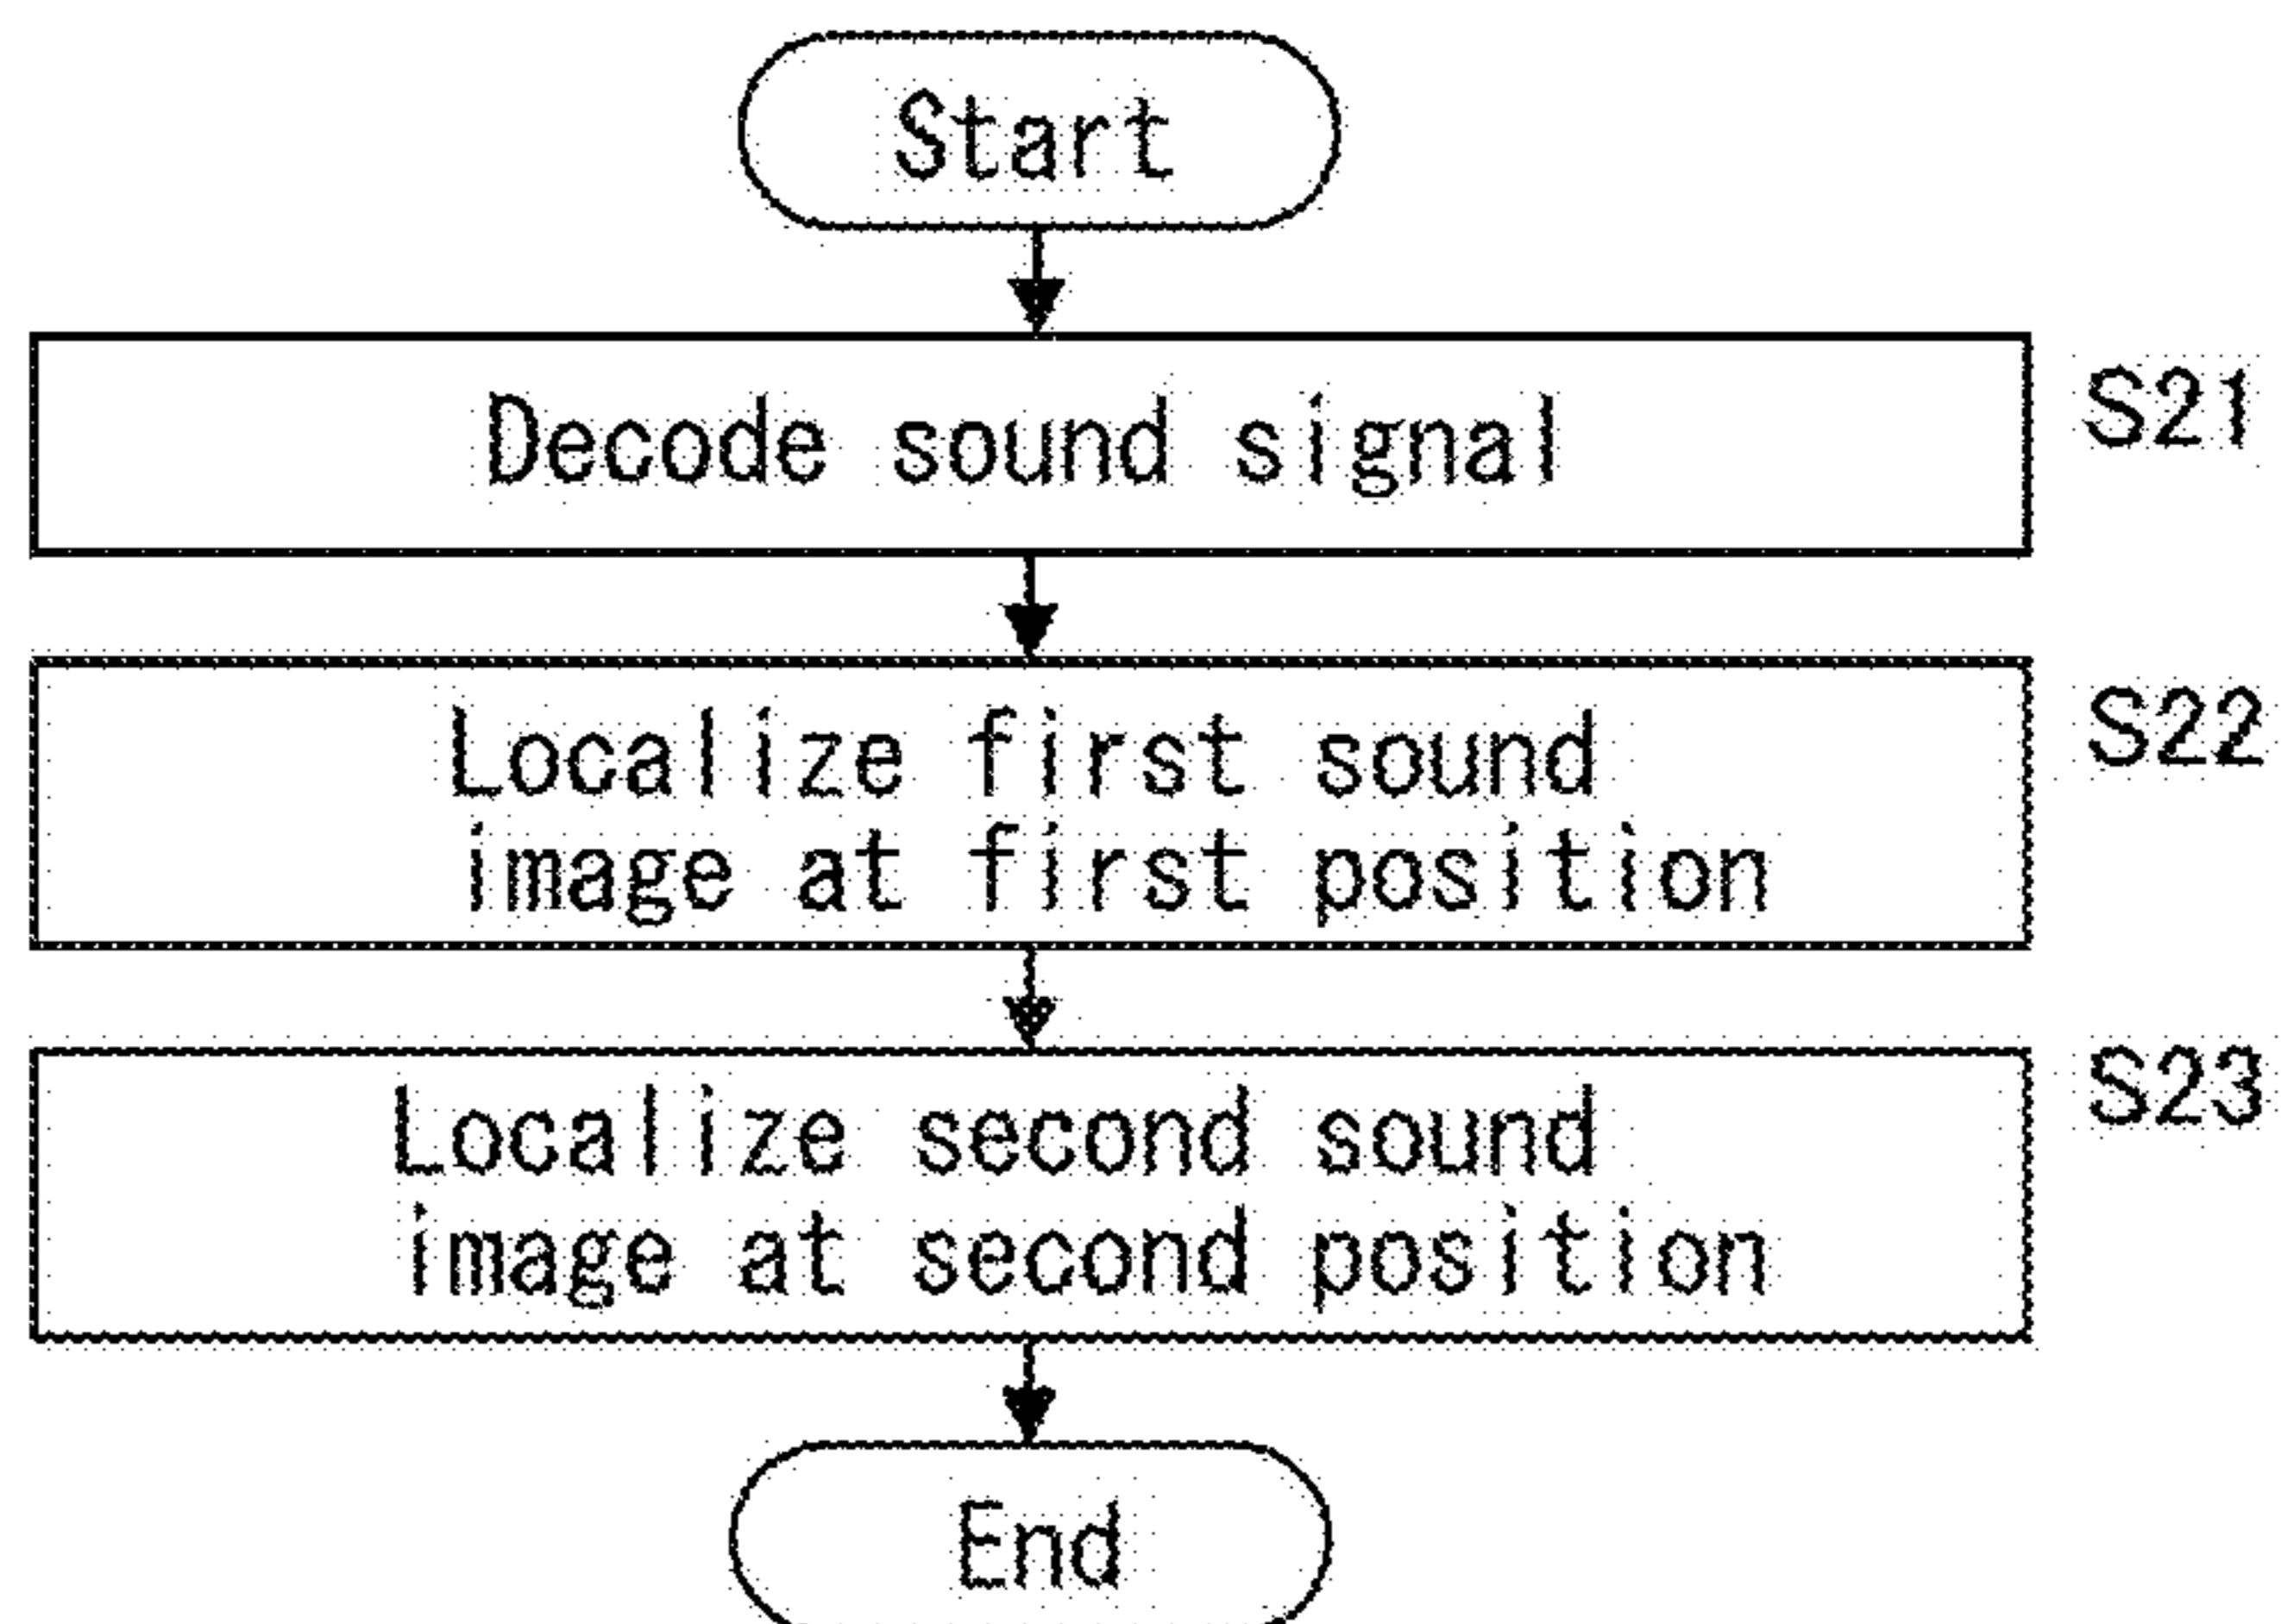 Start
Decode sound signal
S21
Localize first sound
image at first position
S22
Localize second sound
image at second position
S23
End